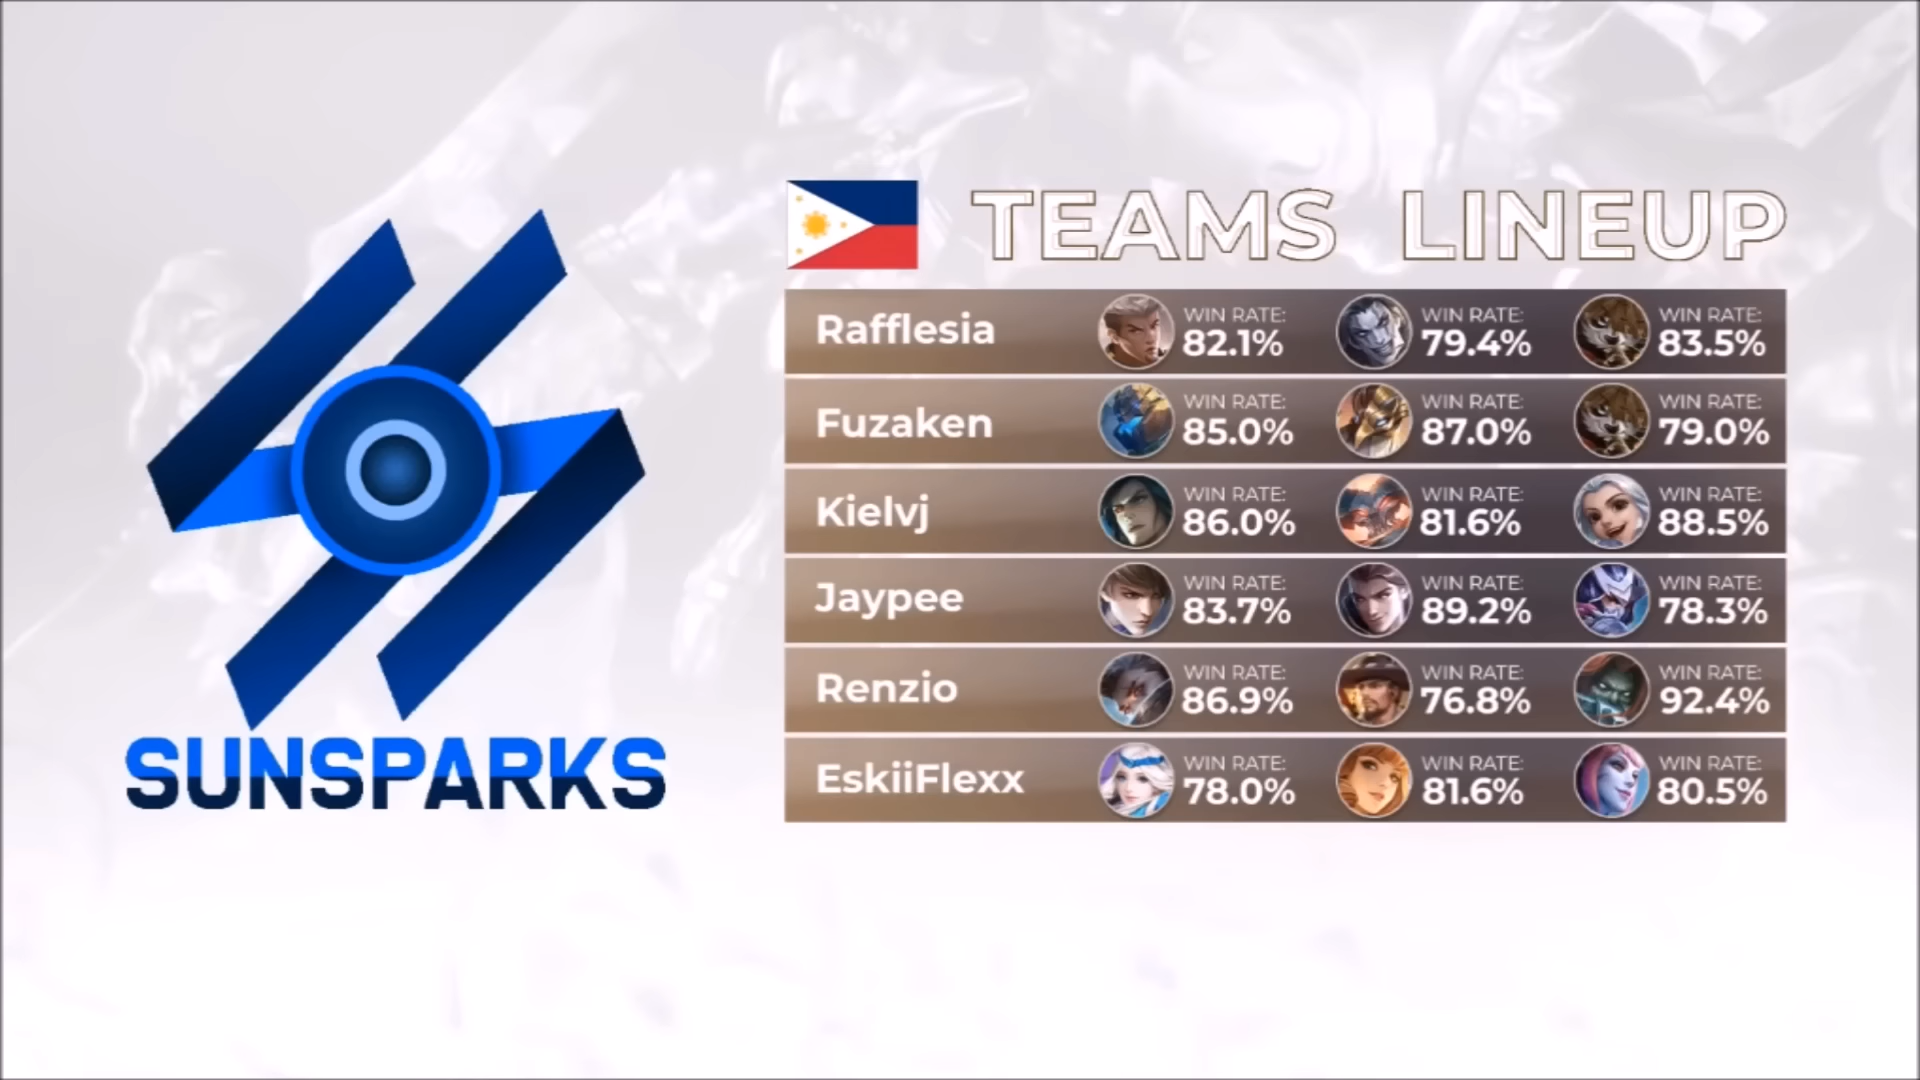 TEAMS LINEUP
Rafflesia WIN RATE: 82.1% WIN RATE: 79.4% WIN RATE: 83.5%
Fuzaken WIN RATE: 85.0% WIN RATE: 87.0% WIN RATE: 79.0%
Kielvj WIN RATE: 86.0% WIN RATE: 81.6% WIN RATE: 88.5%
Jaypee WIN RATE: 83.7% WIN RATE: 89.2% WIN RATE: 78.3%
Renzio WIN RATE: 86.9% WIN RATE: 76.8% WIN RATE: 92.4%
EskiiFlexx WIN RATE: 78.0% WIN RATE: 81.6% WIN RATE: 80.5%
SUNSPARKS